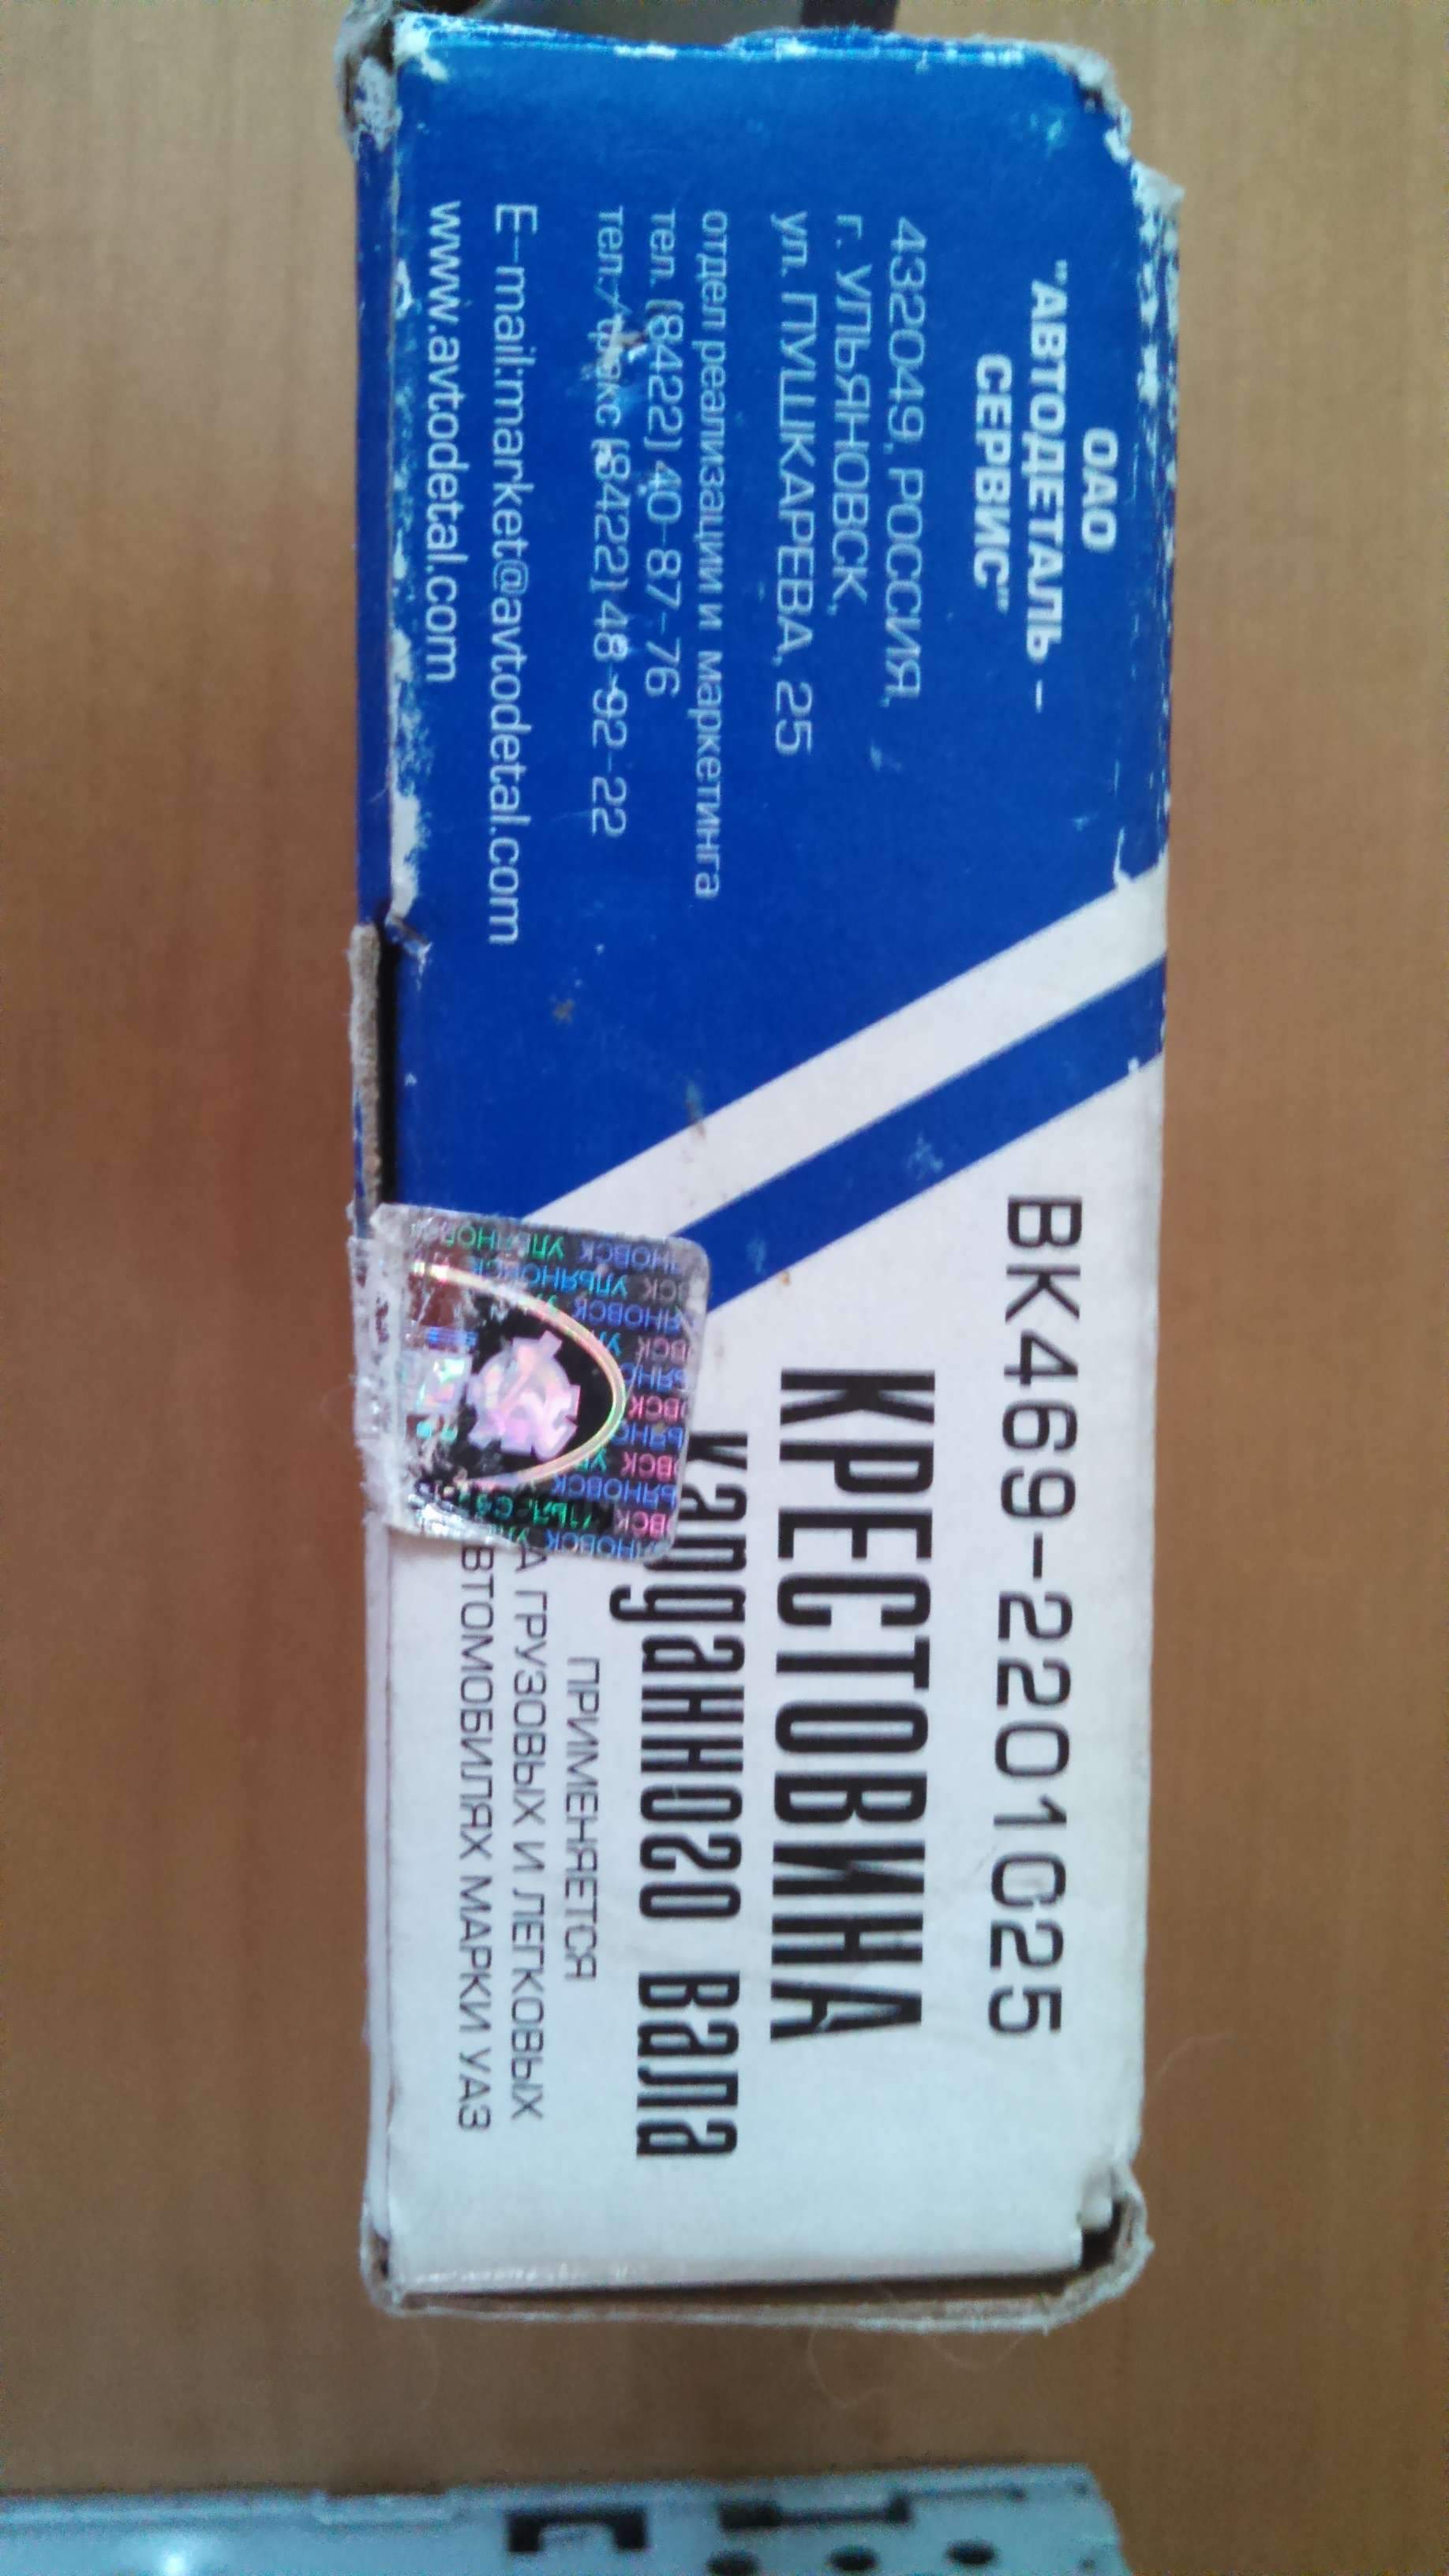 ОАО
"АВТОДЕТАЛЬ -
СЕРВИС"
432049, РОССИЯ,
г. УЛЬЯНОВСК,
ул. ПУШКАРЕВА, 25
отдел реализации и маркетинга
тел. (8422) 40-87-76
тел./факс (8422) 48-92-22
E-mail:market@avtodetal.com
www.avtodetal.com
ВК469-2201025
КРЕСТОВИНА
карданного вала
ПРИМЕНЯЕТСЯ
ГРУЗОВЫХ И ЛЕГКОВЫХ
АВТОМОБИЛЯХ МАРКИ УАЗ
УЛЬЯНОВСК